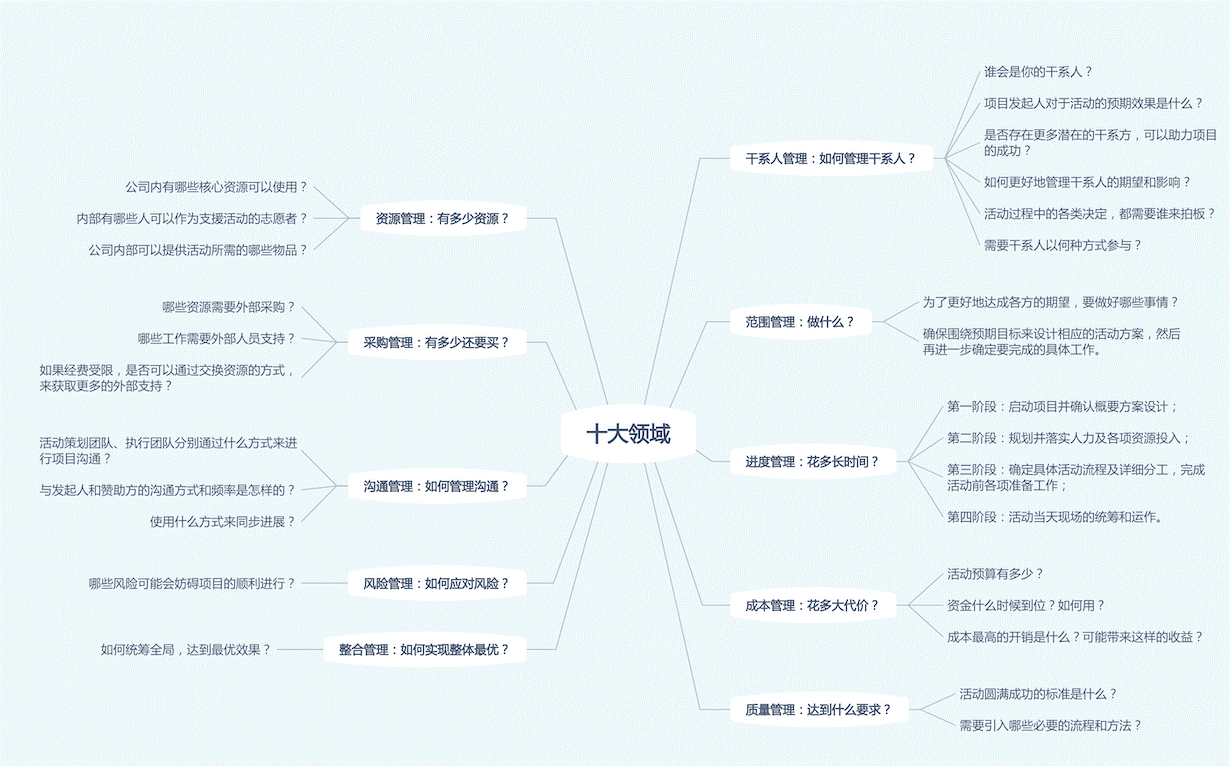 十大领域
干系人管理：如何管理干系人？
谁会是你的干系人？
项目发起人对于活动的预期效果是什么？
是否存在更多潜在的干系方，可以助力项目
的成功？
如何更好地管理干系人的期望和影响？
活动过程中的各类决定，都需要谁来拍板？
需要干系人以何种方式参与？
范围管理：做什么？
为了更好地达成各方的期望，要做好哪些事情？
确保围绕预期目标来设计相应的活动方案，然后
再进一步确定要完成的具体工作。
进度管理：花多长时间？
第一阶段：启动项目并确认概要方案设计；
第二阶段：规划并落实人力及各项资源投入；
第三阶段：确定具体活动流程及详细分工，完成
活动前各项准备工作；
第四阶段：活动当天现场的统筹和运作。
成本管理：花多大代价？
活动预算有多少？
资金什么时候到位？如何用？
成本最高的开销是什么？可能带来这样的收益？
质量管理：达到什么要求？
活动圆满成功的标准是什么？
需要引入哪些必要的流程和方法？
资源管理：有多少资源？
公司内有哪些核心资源可以使用？
内部有哪些人可以作为支援活动的志愿者？
公司内部可以提供活动所需的哪些物品？
采购管理：有多少还要买？
哪些资源需要外部采购？
哪些工作需要外部人员支持？
如果经费受限，是否可以通过交换资源的方式，
来获取更多的外部支持？
沟通管理：如何管理沟通？
活动策划团队、执行团队分别通过什么方式来进
行项目沟通？
与发起人和赞助方的沟通方式和频率是怎样的？
使用什么方式来同步进展？
风险管理：如何应对风险？
哪些风险可能会妨碍项目的顺利进行？
整合管理：如何实现整体最优？
如何统筹全局，达到最优效果？